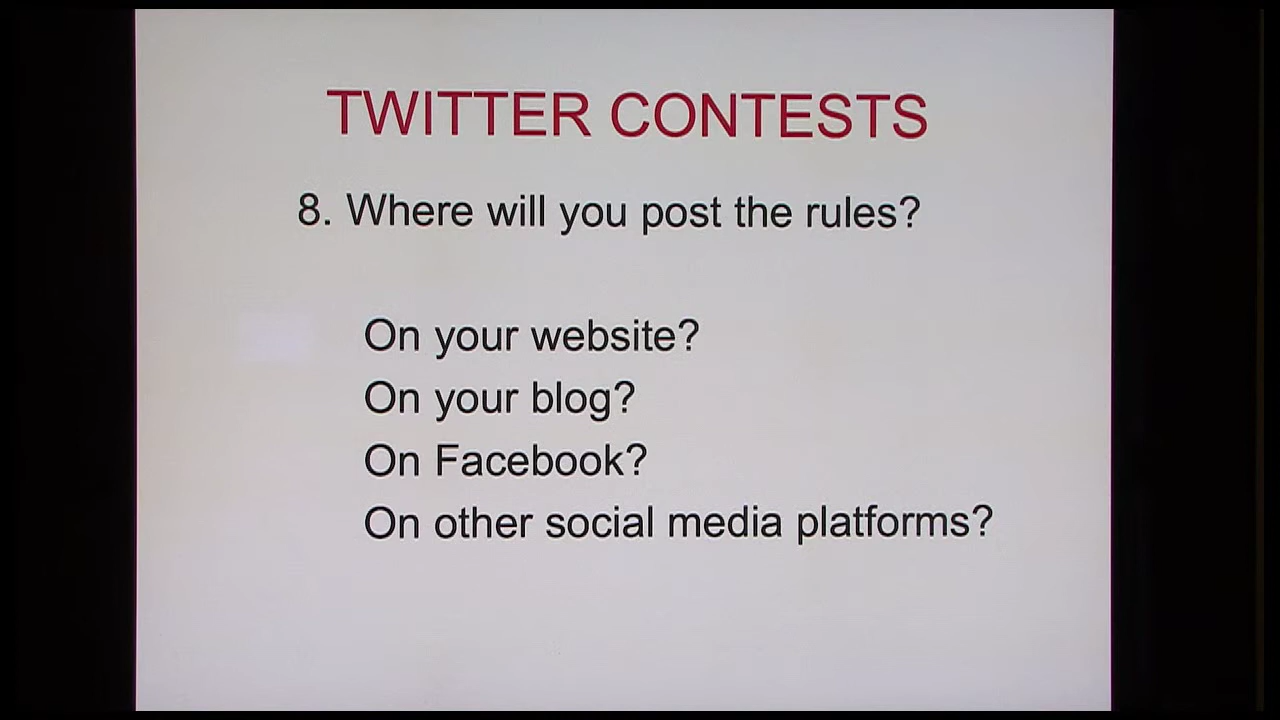 TWITTER CONTESTS
8. Where will you post the rules?
On your website?
On your blog?
On Facebook?
On other social media platforms?